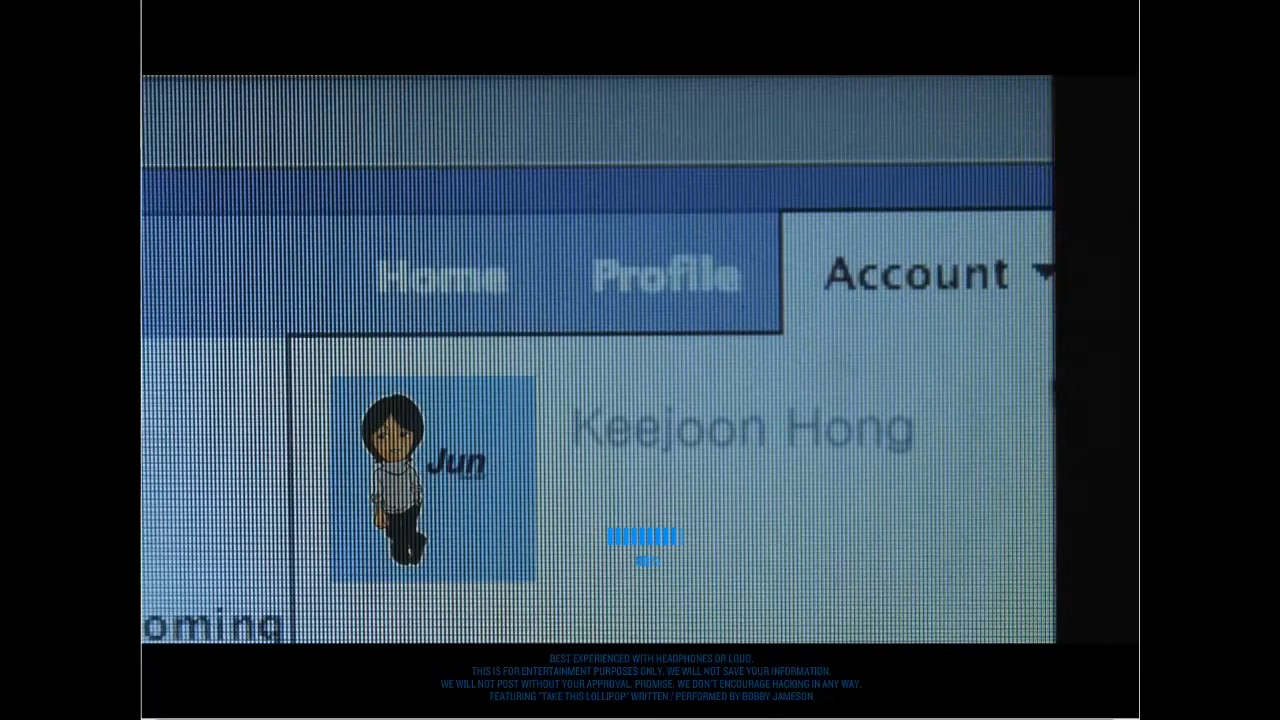 Home Profile Account
Keejoon Hong
Jun
oming
BEST EXPERIENCED WITH HEADPHONES OR LOUD.
THIS IS FOR ENTERTAINMENT PURPOSES ONLY. WE WILL NOT SAVE YOUR INFORMATION.
WE WILL NOT POST WITHOUT YOUR APPROVAL. PROMISE. WE DON'T ENCOURAGE HACKING IN ANY WAY.
FEATURING "TAKE THIS LOLLIPOP" WRITTEN / PERFORMED BY BOBBY JAMESON